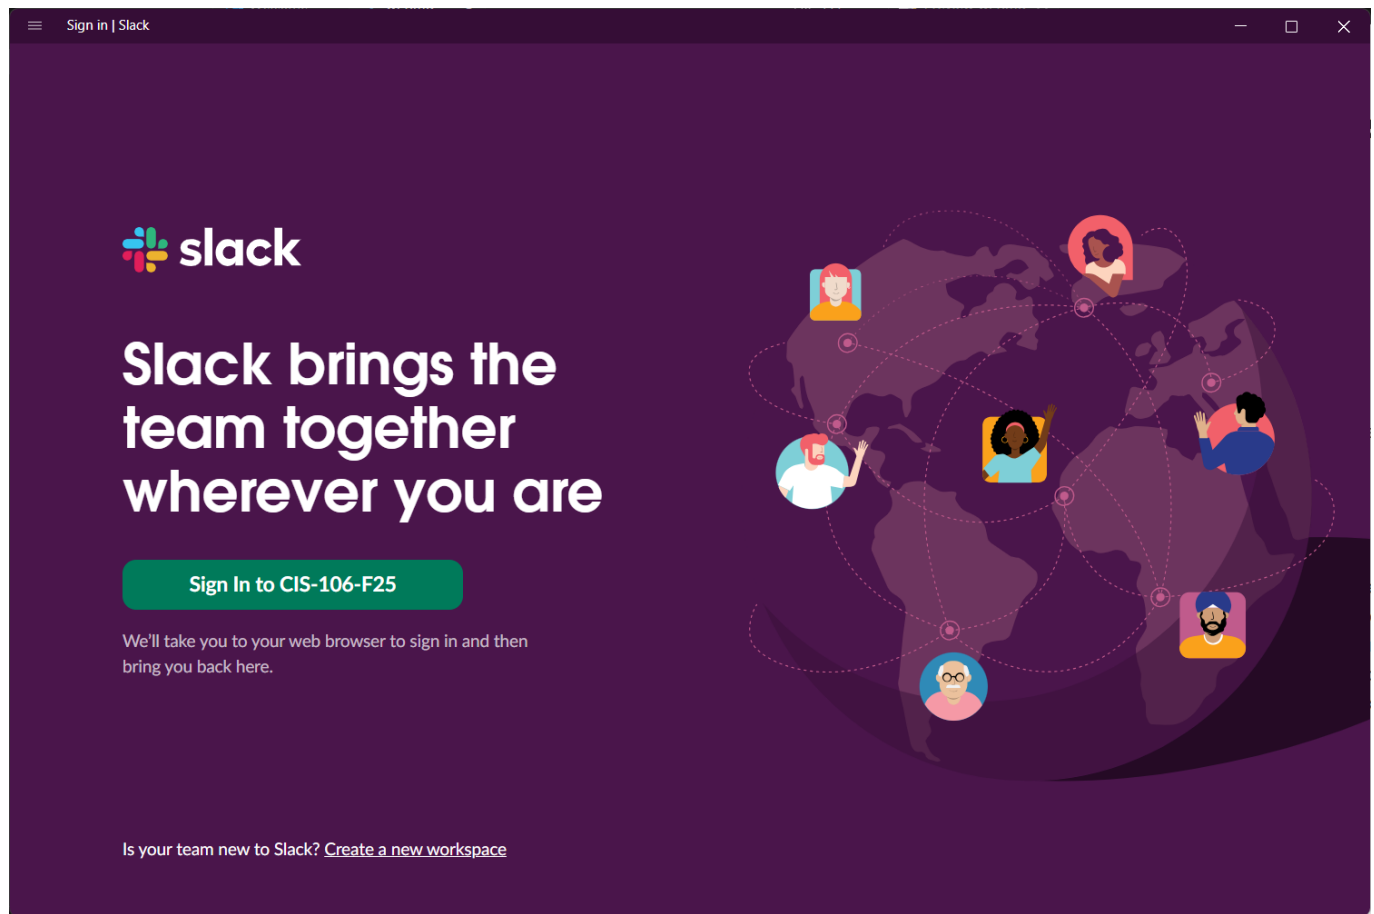 Sign in | Slack
slack
Slack brings the
team together
wherever you are
Sign In to CIS-106-F25
We'll take you to your web browser to sign in and then
bring you back here.
Is your team new to Slack? Create a new workspace